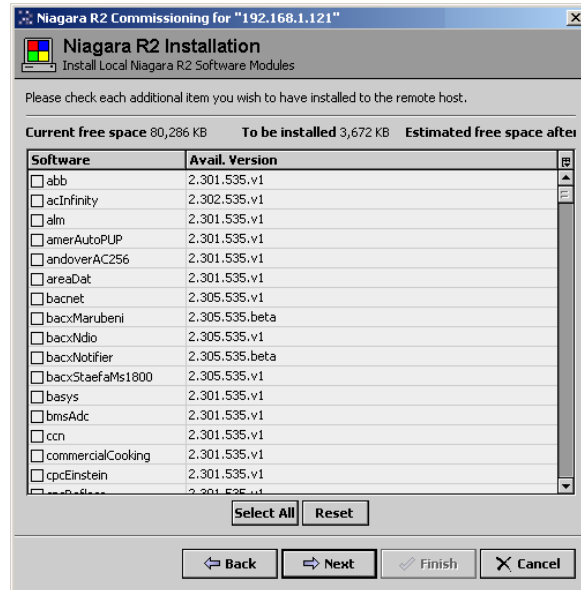 Niagara R2 Commissioning for "192.168.1.121"
Niagara R2 Installation
Install Local Niagara R2 Software Modules
Please check each additional item you wish to have installed to the remote host.
Current free space 80,286 KB To be installed 3,672 KB Estimated free space after
Software Avail. Version
abb 2.301.535.v1
acInfinity 2.302.535.v1
alm 2.301.535.v1
amerAutoPUP 2.301.535.v1
andoverAC256 2.301.535.v1
areaDat 2.301.535.v1
bacnet 2.305.535.v1
bacxMarubeni 2.305.535.beta
bacxNdio 2.305.535.v1
bacxNotifier 2.305.535.beta
bacxStaefaMs1800 2.305.535.v1
basys 2.301.535.v1
bmsAdc 2.301.535.v1
ccn 2.301.535.v1
commercialCooking 2.301.535.v1
cpcEinstein 2.301.535.v1
Select All Reset
Back Next Finish Cancel